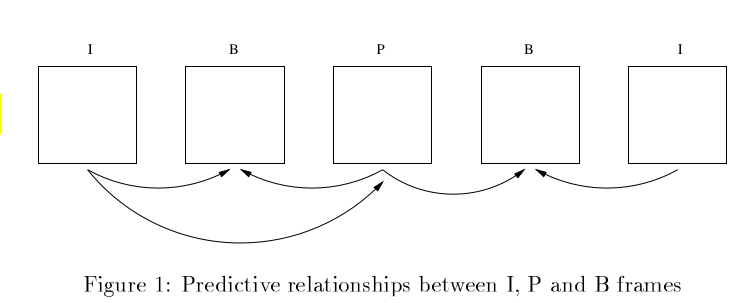 I B P B I
Figure 1: Predictive relationships between I, P and B frames